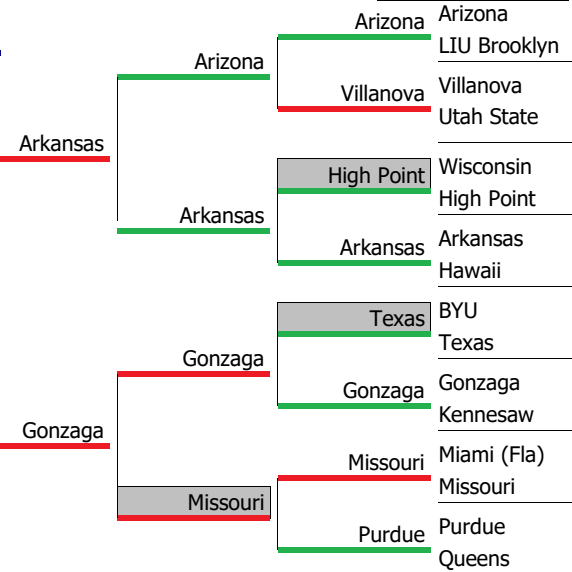 Arizona
LIU Brooklyn
Arizona
Villanova
Utah State
Villanova
Arizona
Wisconsin
High Point
High Point
Arkansas
Hawaii
Arkansas
Arkansas
Arkansas
BYU
Texas
Texas
Gonzaga
Kennesaw
Gonzaga
Gonzaga
Miami (Fla)
Missouri
Missouri
Purdue
Queens
Purdue
Missouri
Gonzaga